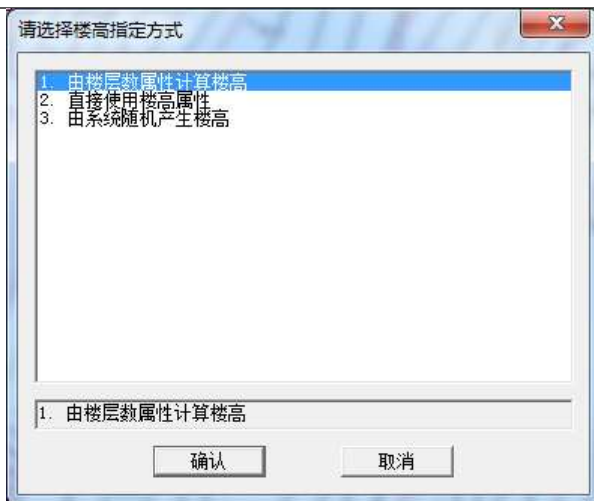 请选择楼高指定方式
1. 由楼层数属性计算楼高
2. 直接使用楼高属性
3. 由系统随机产生楼高
1. 由楼层数属性计算楼高
确认
取消